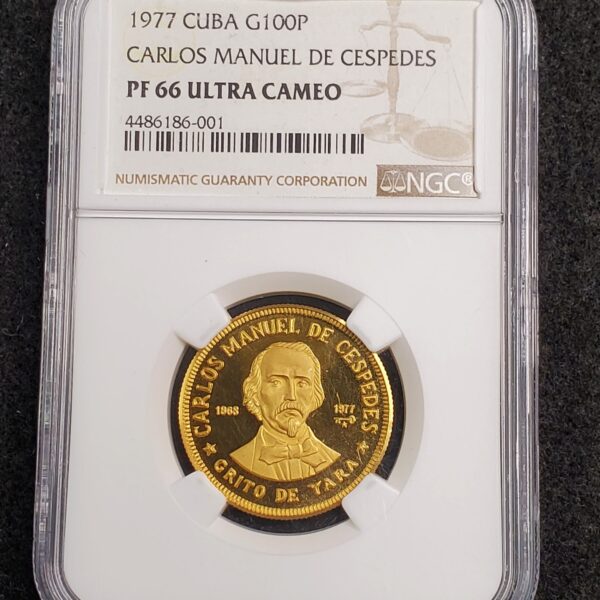 1977 CUBA G100P
CARLOS MANUEL DE CESPEDES
PF 66 ULTRA CAMEO
4486186-001
NUMISMATIC GUARANTY CORPORATION NGC®
CARLOS MANUEL DE CESPEDES
1968 1977
★ GRITO DE YARA ★